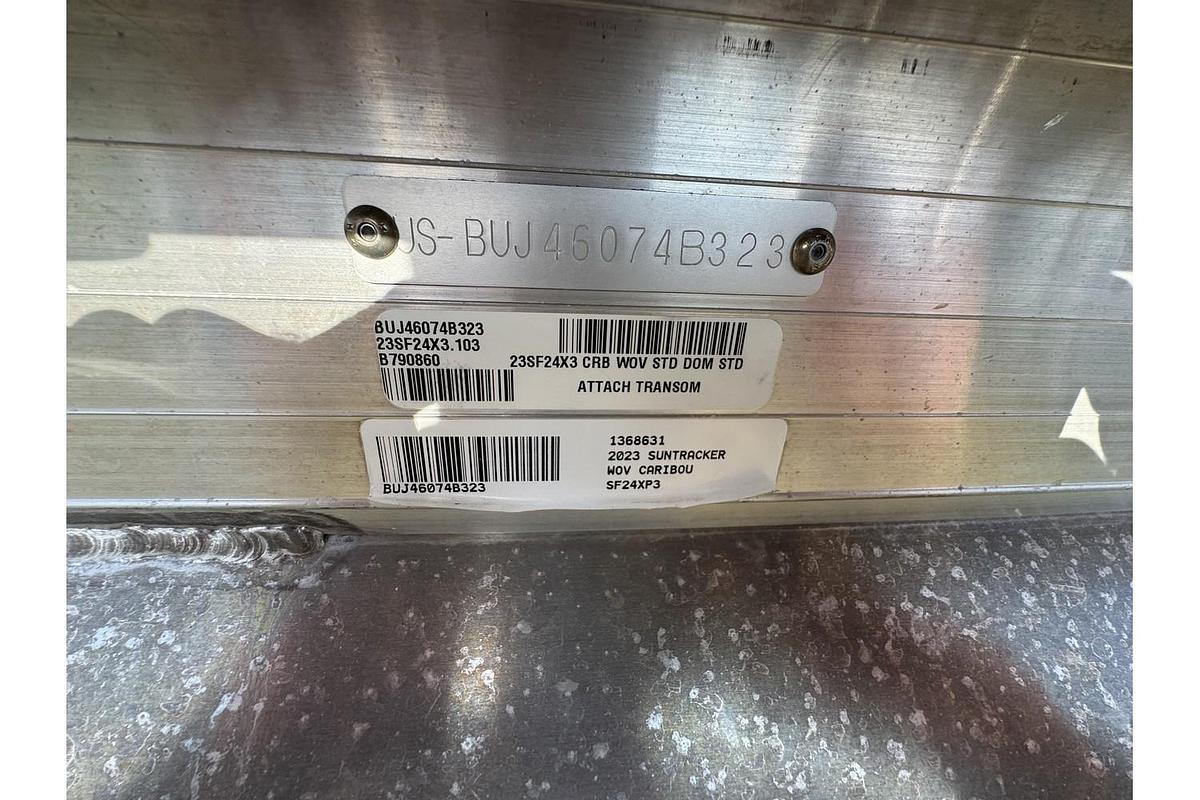 US-BUJ46074B323
BUJ46074B323
23SF24X3.103
B790860
23SF24X3 CRB WOV STD DOM STD
ATTACH TRANSOM
BUJ46074B323
1368631
2023 SUNTRACKER
WOV CARIBOU
SF24XP3